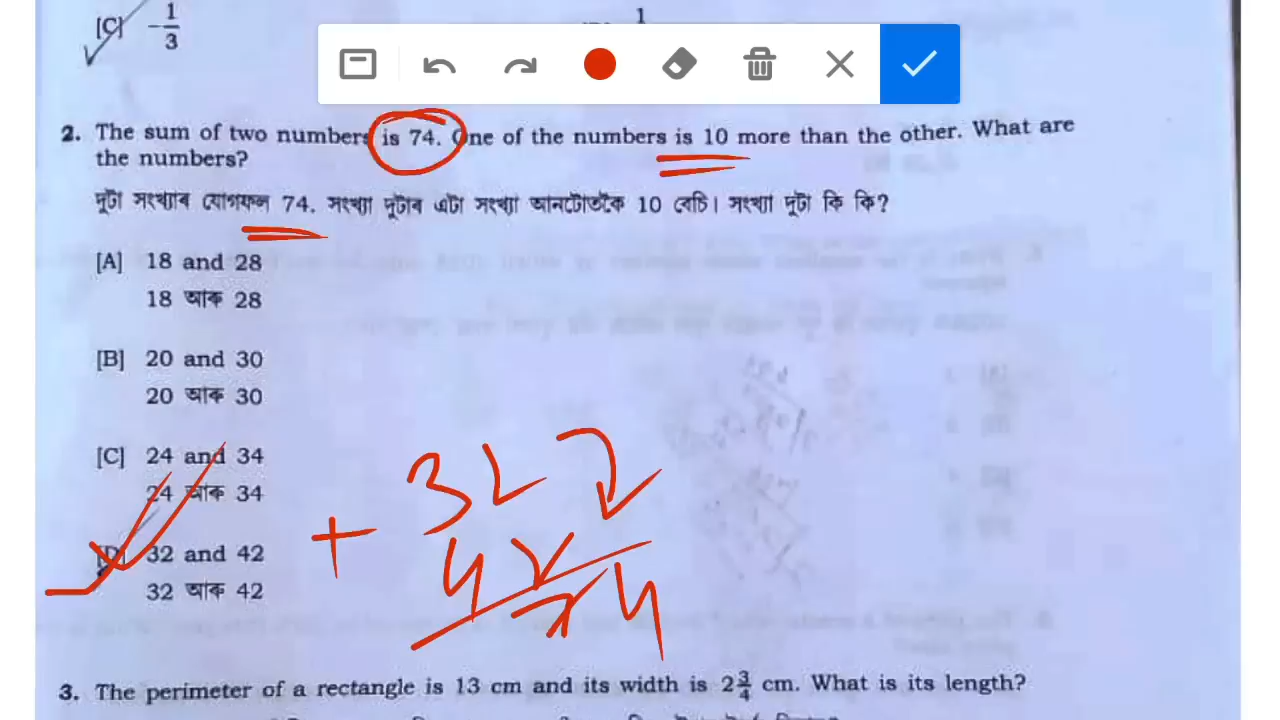 [C] -1/3
1
2. The sum of two numbers is 74. One of the numbers is 10 more than the other. What are
the numbers?
দুটা সংখ্যাৰ যোগফল 74. সংখ্যা দুটাৰ এটা সংখ্যা আনটোতকৈ 10 বেচি। সংখ্যা দুটা কি কি?
[A] 18 and 28
18 আৰু 28
[B] 20 and 30
20 আৰু 30
[C] 24 and 34
24 আৰু 34
[D] 32 and 42
32 আৰু 42
32
+ 42
74
3. The perimeter of a rectangle is 13 cm and its width is 2 3/4 cm. What is its length?